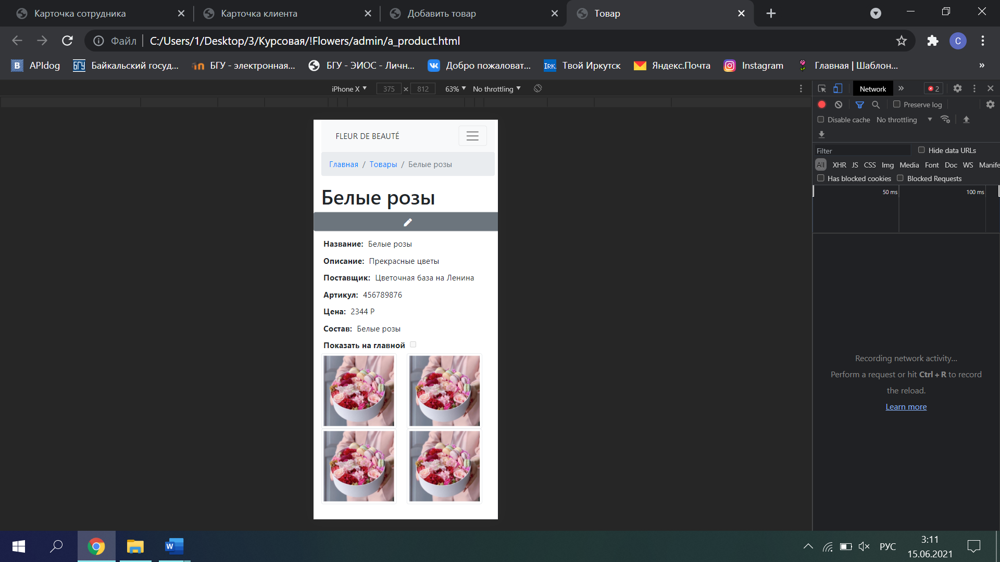 Карточка сотрудника
Карточка клиента
Добавить товар
Товар
Файл
C:/Users/1/Desktop/3/Курсовая/!Flowers/admin/a_product.html
С
B APIdog
БГУ Байкальский госуд...
БГУ - электронная...
БГУ - ЭИОС - Личн...
Добро пожаловат...
IRK. Твой Иркутск
Яндекс.Почта
Instagram
Главная | Шаблон...
»
iPhone X 375 × 812 63% No throttling
Network » 2
Preserve log
Disable cache No throttling
Filter Hide data URLs
All XHR JS CSS Img Media Font Doc WS Manife
Has blocked cookies Blocked Requests
50 ms 100 ms
Recording network activity...
Perform a request or hit Ctrl + R to record
the reload.
Learn more
FLEUR DE BEAUTÉ
Главная / Товары / Белые розы
Белые розы
Название: Белые розы
Описание: Прекрасные цветы
Поставщик: Цветочная база на Ленина
Артикул: 456789876
Цена: 2344 Р
Состав: Белые розы
Показать на главной
W
РУС
3:11
15.06.2021